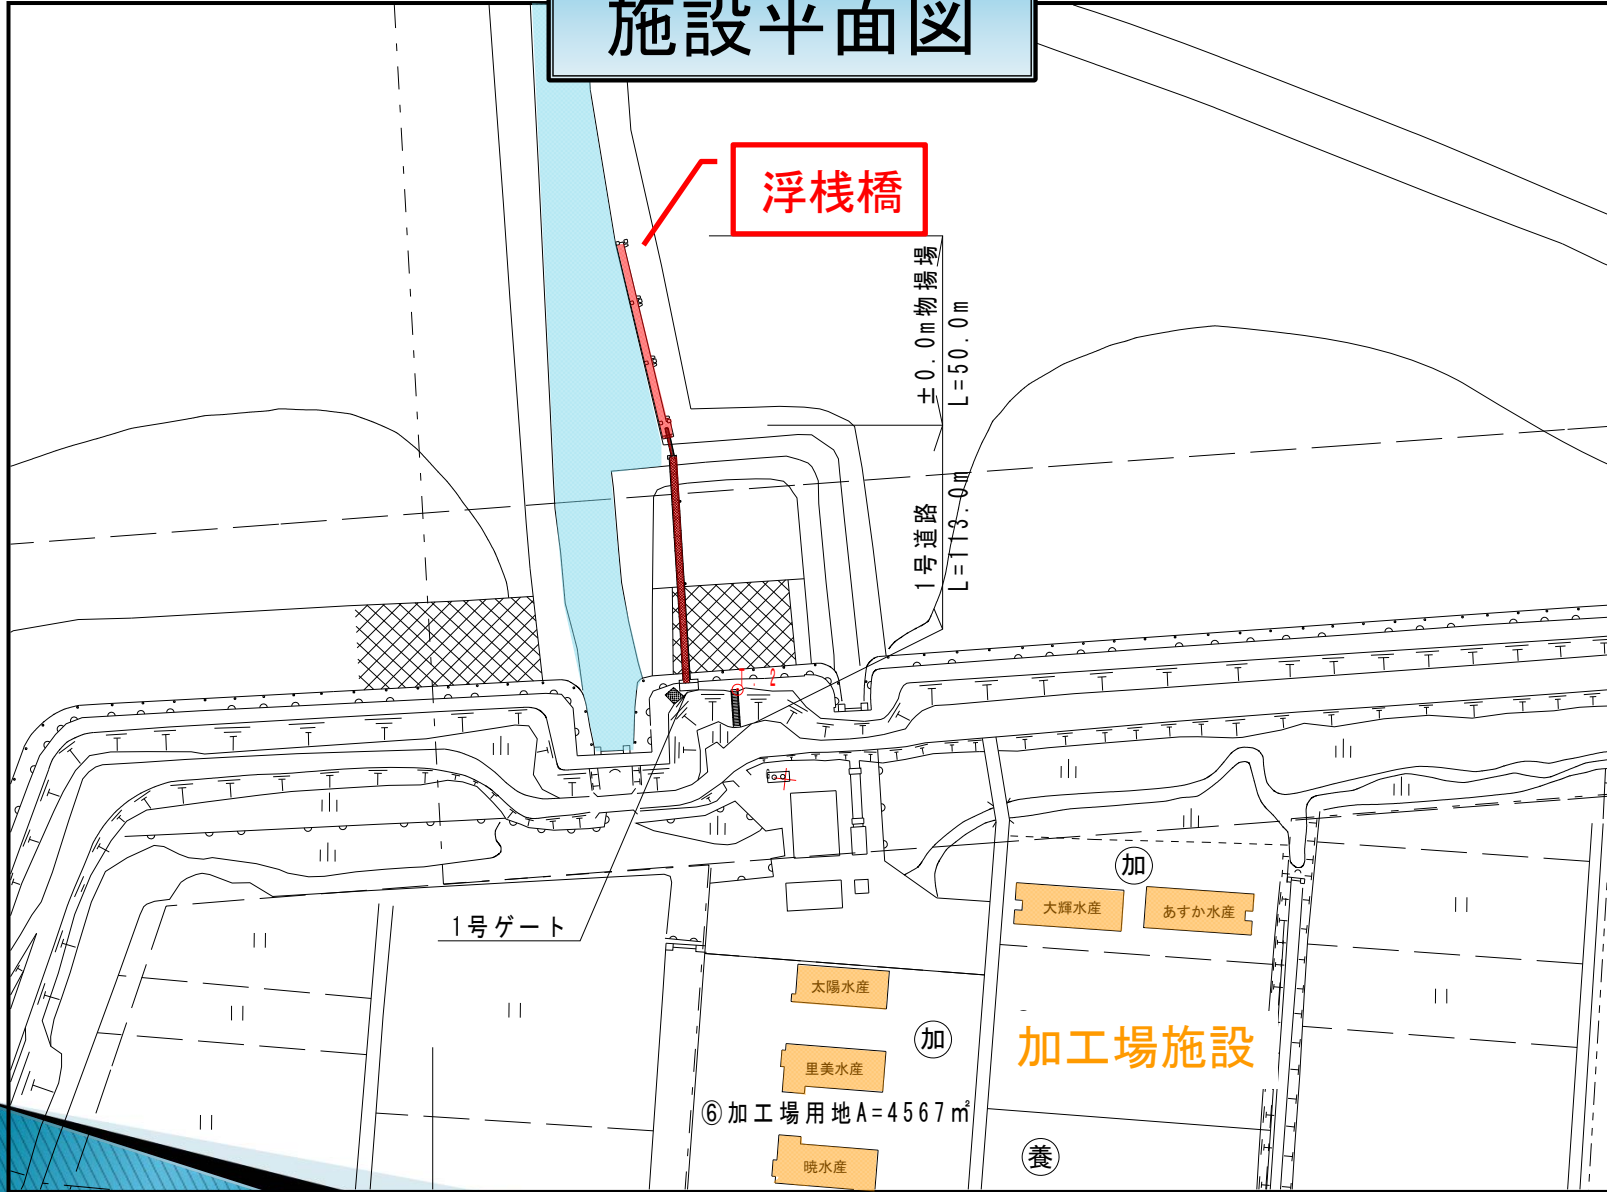 施設平面図
浮桟橋
±0.0m物揚場
L=50.0m
1号道路
L=113.0m
2
1号ゲート
加
大輝水産
あすか水産
太陽水産
加
加工場施設
里美水産
⑥加工場用地A=4567㎡
養
暁水産